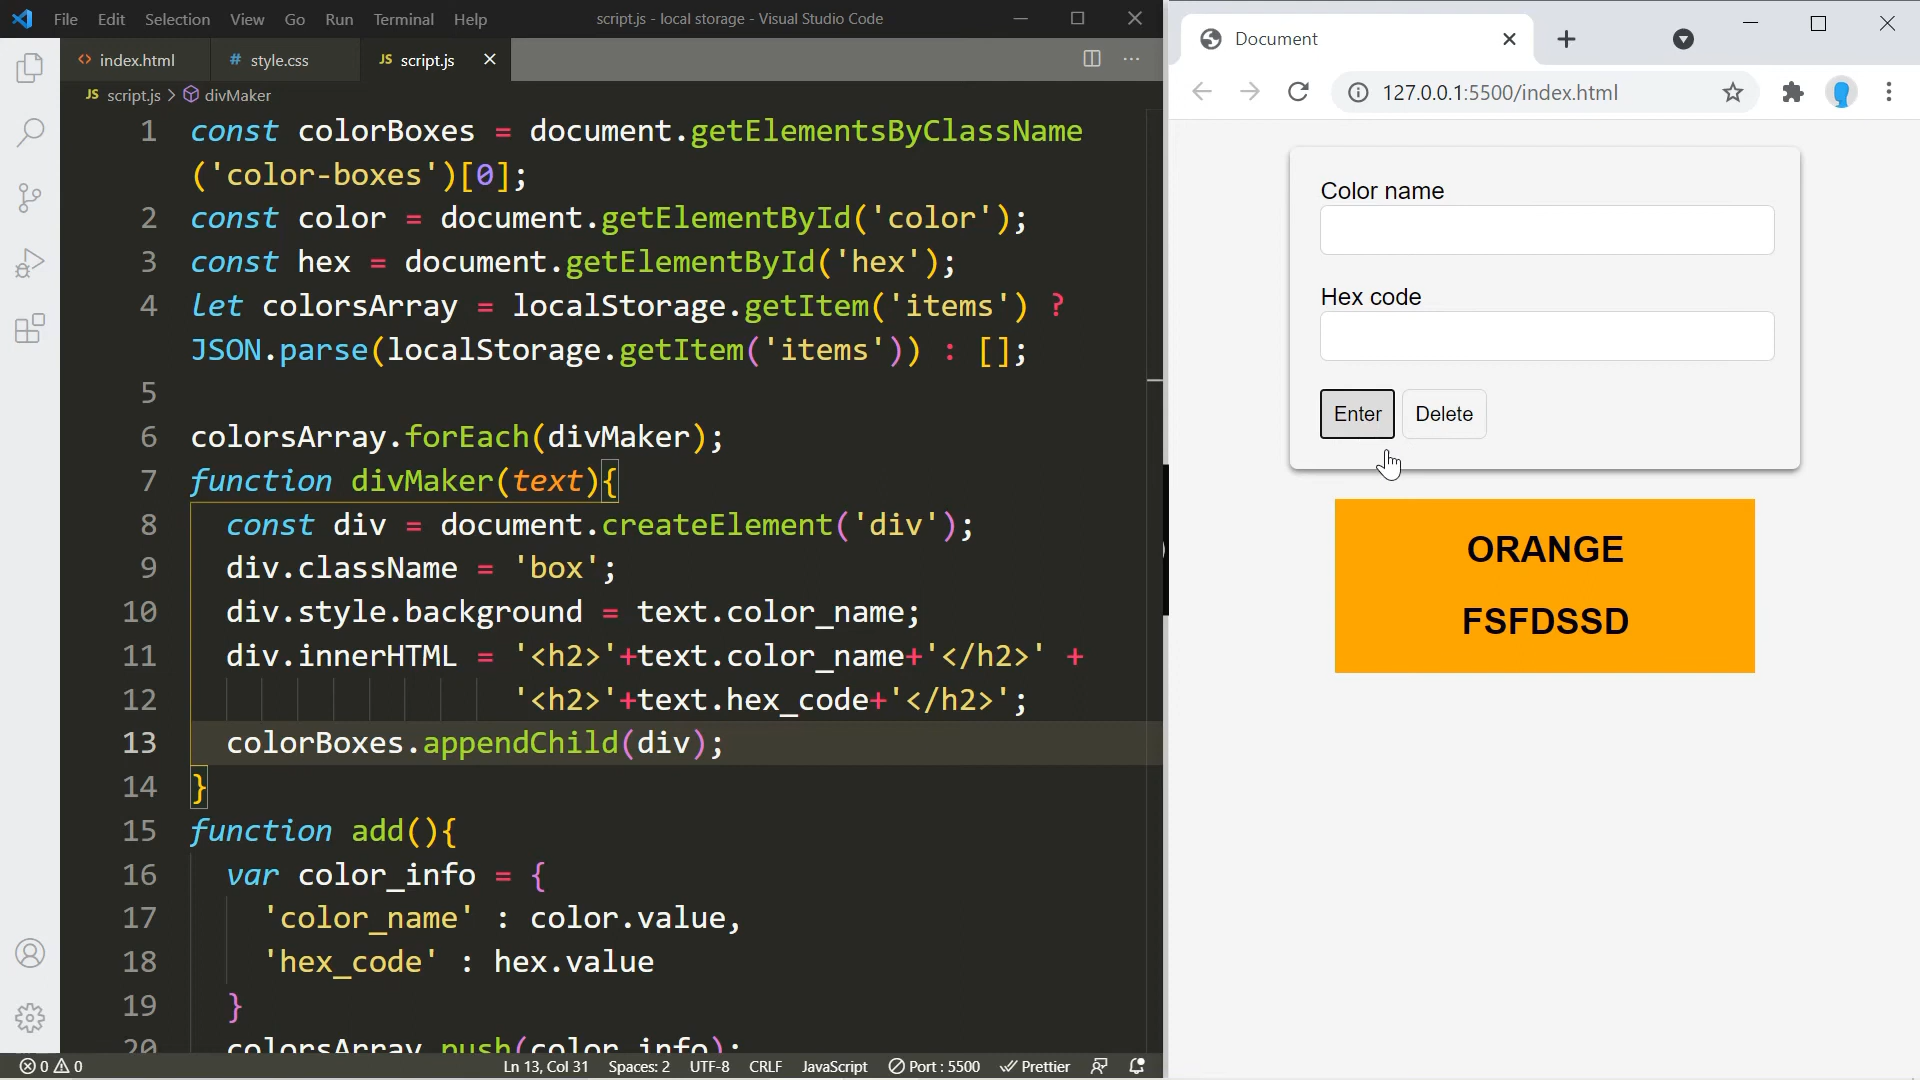 File Edit Selection View Go Run Terminal Help script.js - local storage - Visual Studio Code
index.html # style.css JS script.js
JS script.js > divMaker
1 const colorBoxes = document.getElementsByClassName
('color-boxes')[0];
2 const color = document.getElementById('color');
3 const hex = document.getElementById('hex');
4 let colorsArray = localStorage.getItem('items') ?
JSON.parse(localStorage.getItem('items')) : [];
5
6 colorsArray.forEach(divMaker);
7 function divMaker(text){
8 const div = document.createElement('div');
9 div.className = 'box';
10 div.style.background = text.color_name;
11 div.innerHTML = '<h2>'+text.color_name+'</h2>' +
12 '<h2>'+text.hex_code+'</h2>';
13 colorBoxes.appendChild(div);
14 }
15 function add(){
16 var color_info = {
17 'color_name' : color.value,
18 'hex_code' : hex.value
19 }
20 colorsArray.push(color_info);
0 0 Ln 13, Col 31 Spaces: 2 UTF-8 CRLF JavaScript Port : 5500 Prettier
Document
127.0.0.1:5500/index.html
Color name
Hex code
Enter Delete
ORANGE
FSFDSSD